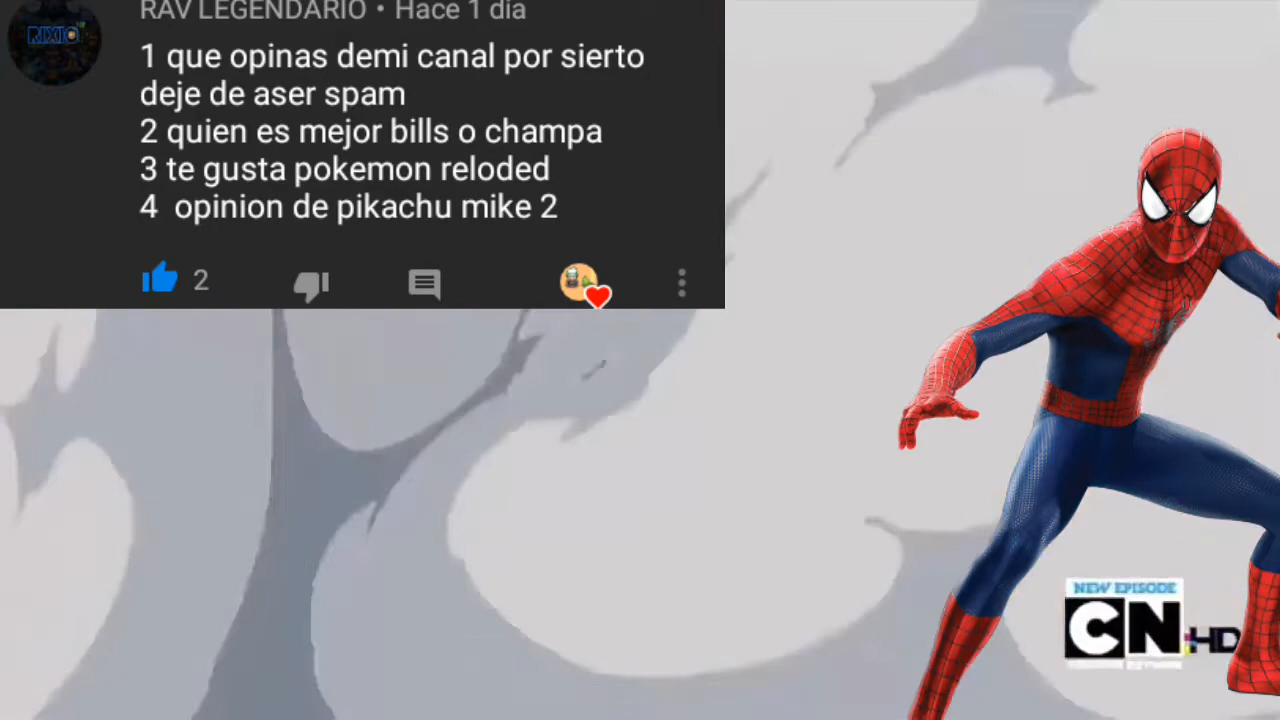 RAV LEGENDARIO • Hace 1 día
RIXIO
1 que opinas demi canal por sierto
deje de aser spam
2 quien es mejor bills o champa
3 te gusta pokemon reloded
4  opinion de pikachu mike 2
2
NEW EPISODE
CN HD